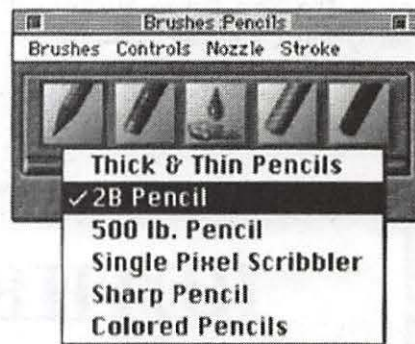 Brushes:Pencils
Brushes Controls Nozzle Stroke
Thick & Thin Pencils
✓2B Pencil
500 lb. Pencil
Single Pixel Scribbler
Sharp Pencil
Colored Pencils